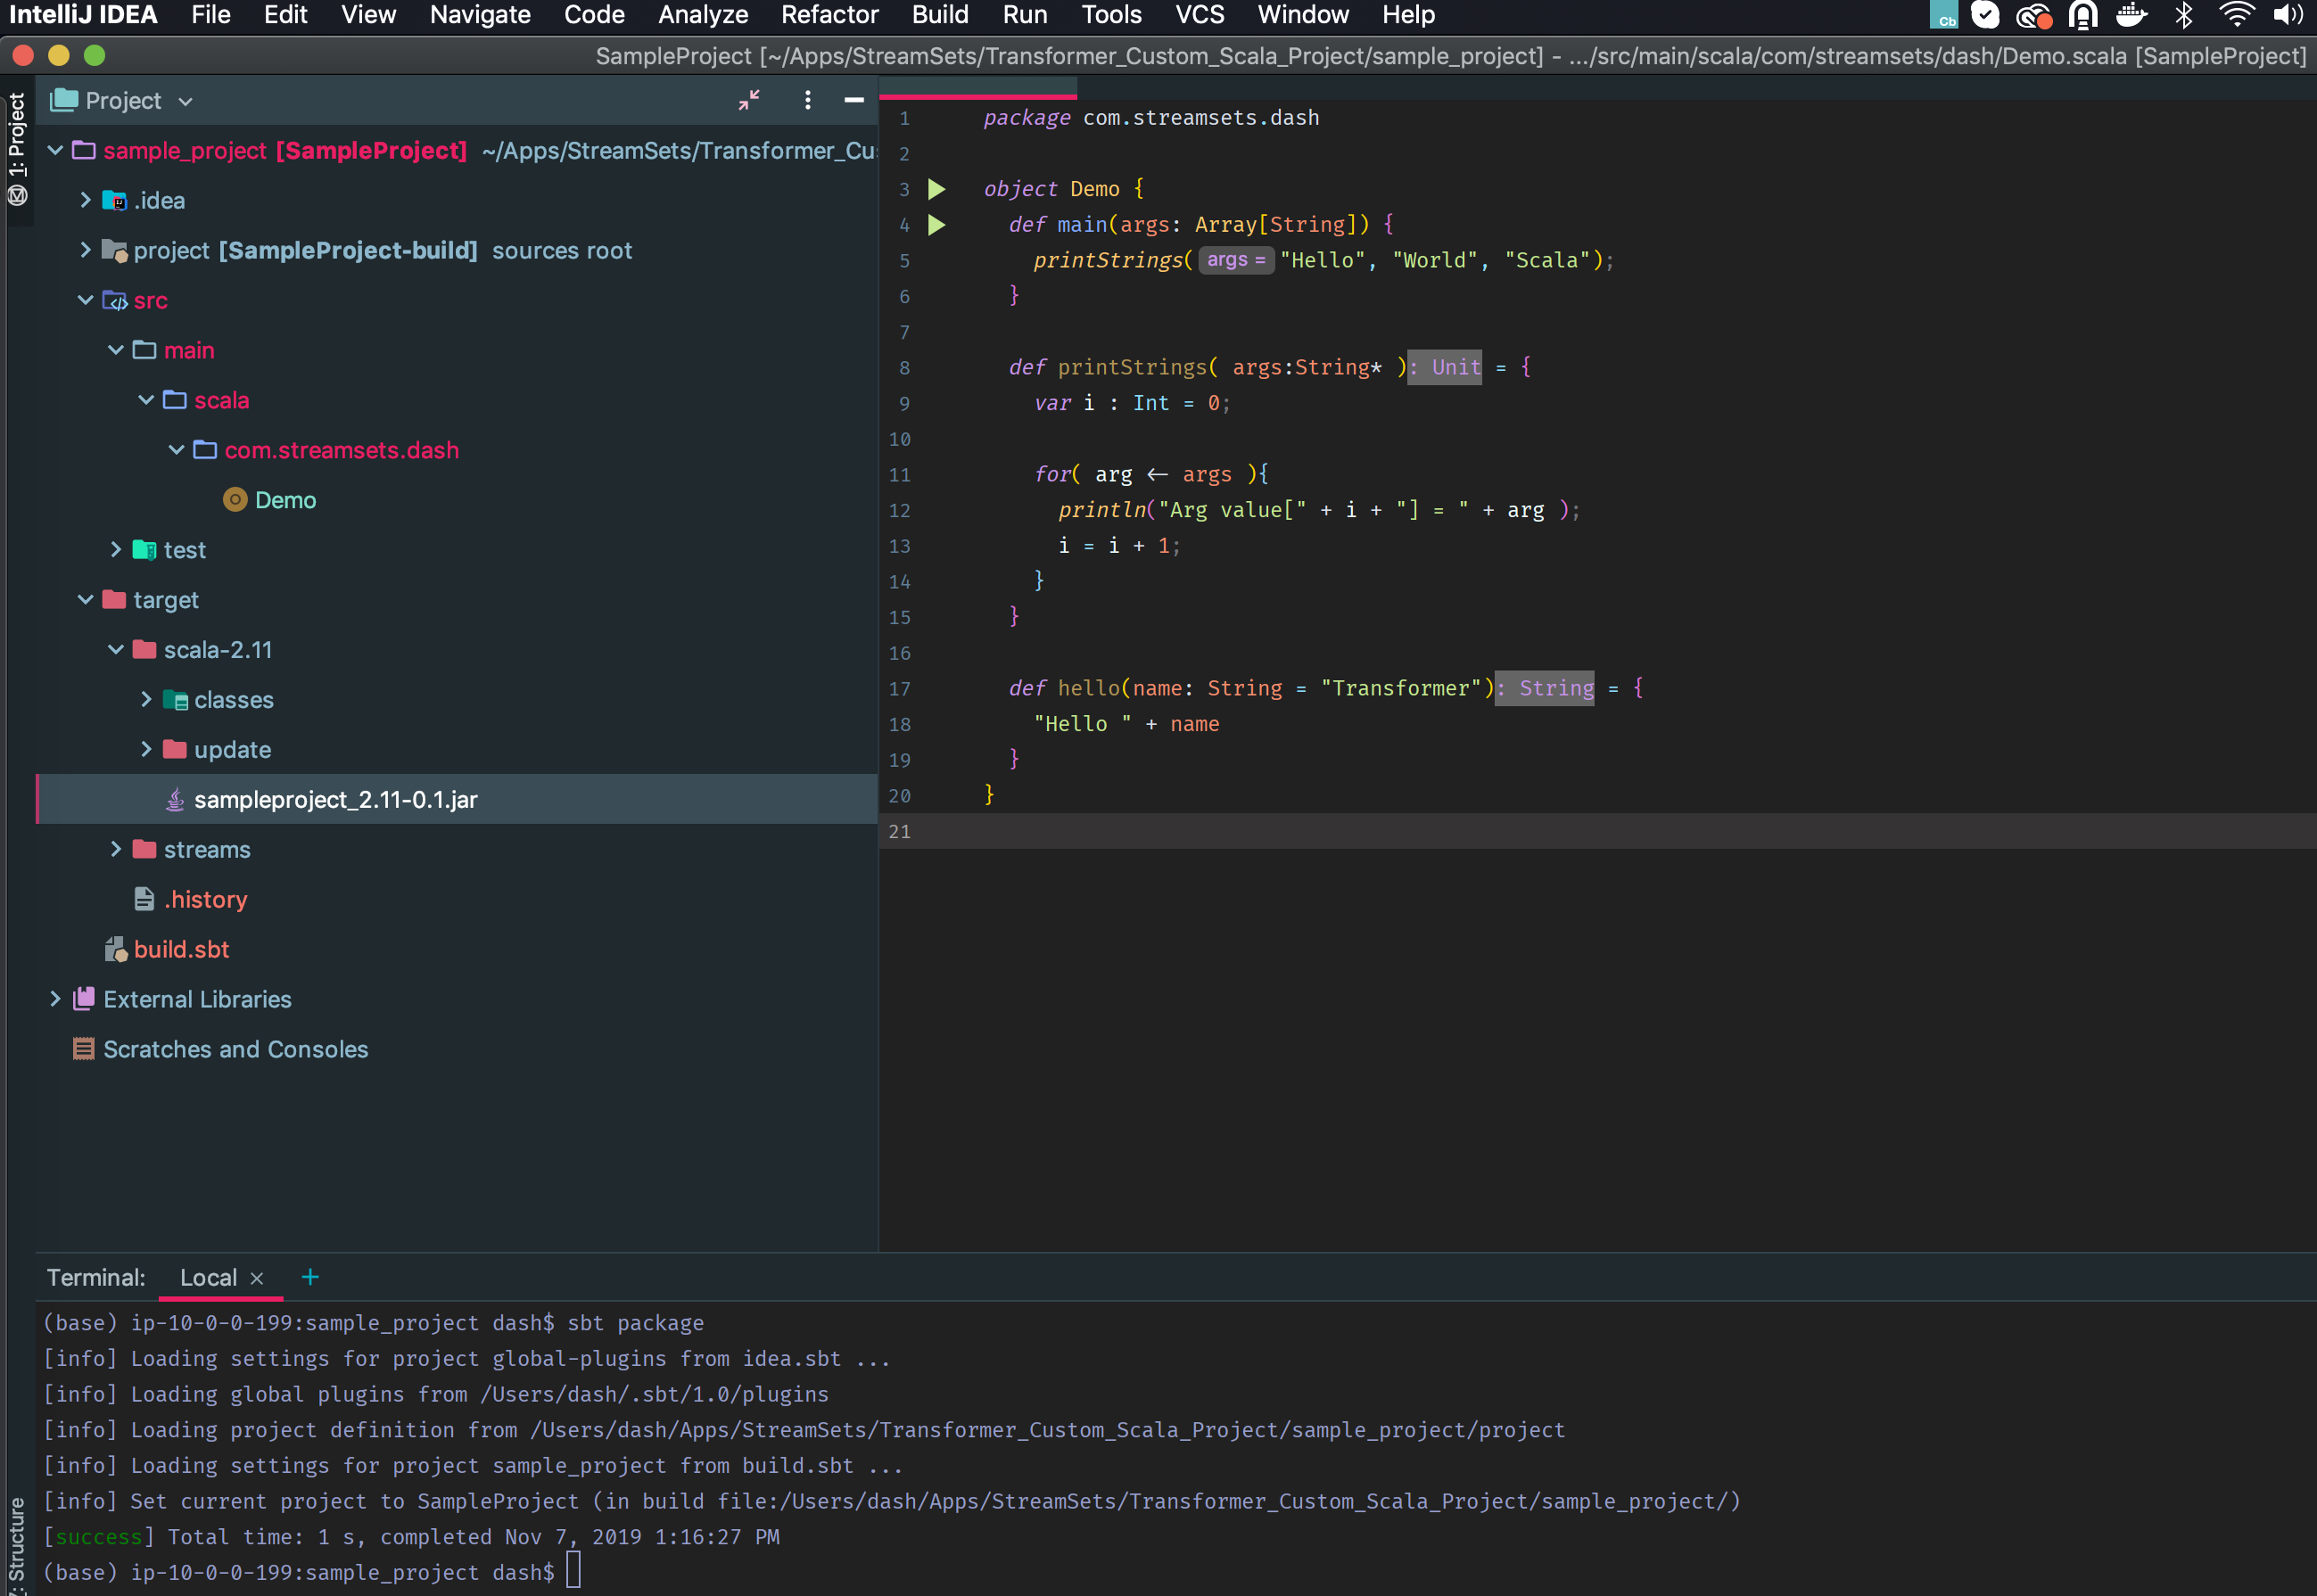 IntelliJ IDEA File Edit View Navigate Code Analyze Refactor Build Run Tools VCS Window Help
Cb
SampleProject [~/Apps/StreamSets/Transformer_Custom_Scala_Project/sample_project] - .../src/main/scala/com/streamsets/dash/Demo.scala [SampleProject]
1: Project
Project
sample_project [SampleProject] ~/Apps/StreamSets/Transformer_Cu
.idea
project [SampleProject-build] sources root
src
main
scala
com.streamsets.dash
Demo
test
target
scala-2.11
classes
update
sampleproject_2.11-0.1.jar
streams
.history
build.sbt
External Libraries
Scratches and Consoles
1 package com.streamsets.dash
2
3 object Demo {
4 def main(args: Array[String]) {
5 printStrings( args = "Hello", "World", "Scala");
6 }
7
8 def printStrings( args:String* ): Unit = {
9 var i : Int = 0;
10
11 for( arg ← args ){
12 println("Arg value[" + i + "] = " + arg );
13 i = i + 1;
14 }
15 }
16
17 def hello(name: String = "Transformer"): String = {
18 "Hello " + name
19 }
20 }
21
Terminal: Local × +
(base) ip-10-0-0-199:sample_project dash$ sbt package
[info] Loading settings for project global-plugins from idea.sbt ...
[info] Loading global plugins from /Users/dash/.sbt/1.0/plugins
[info] Loading project definition from /Users/dash/Apps/StreamSets/Transformer_Custom_Scala_Project/sample_project/project
[info] Loading settings for project sample_project from build.sbt ...
[info] Set current project to SampleProject (in build file:/Users/dash/Apps/StreamSets/Transformer_Custom_Scala_Project/sample_project/)
[success] Total time: 1 s, completed Nov 7, 2019 1:16:27 PM
(base) ip-10-0-0-199:sample_project dash$
: Structure